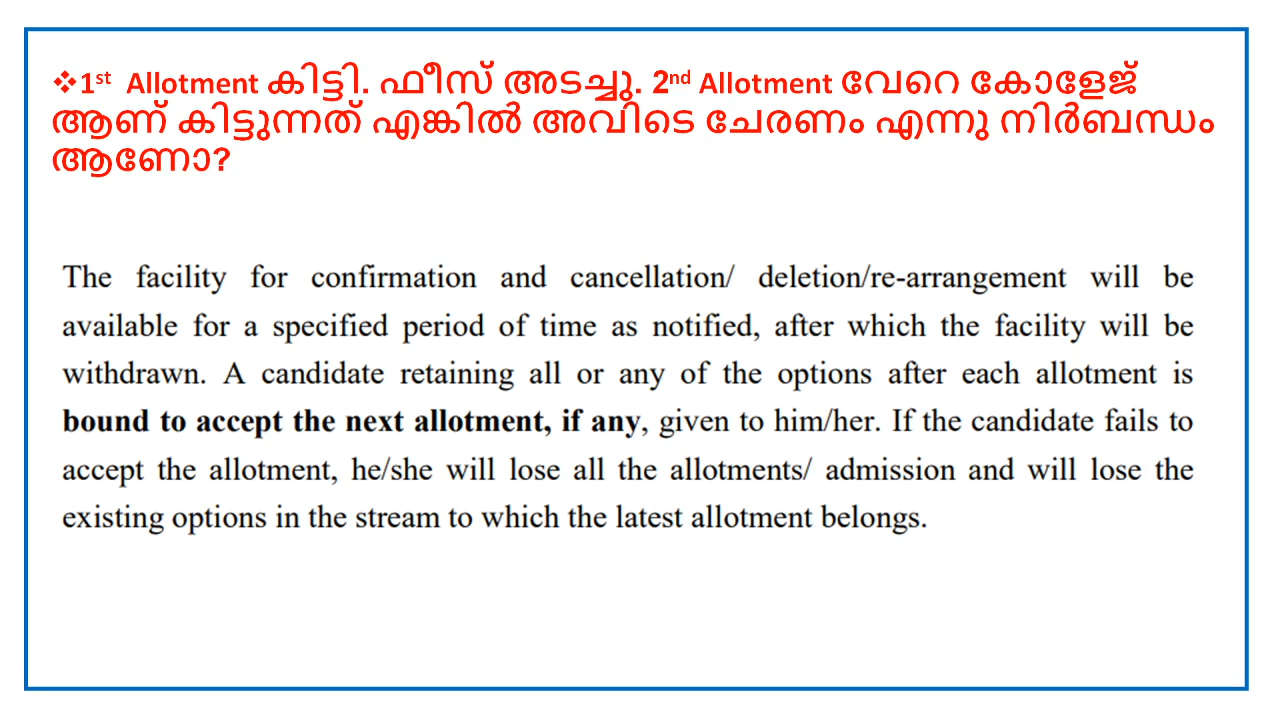 ❖1st Allotment കിട്ടി. ഫീസ് അടച്ചു. 2nd Allotment വേറെ കോളേജ്
ആണ് കിട്ടുന്നത് എങ്കിൽ അവിടെ ചേരണം എന്നു നിർബന്ധം
ആണോ?
The facility for confirmation and cancellation/ deletion/re-arrangement will be
available for a specified period of time as notified, after which the facility will be
withdrawn. A candidate retaining all or any of the options after each allotment is
bound to accept the next allotment, if any, given to him/her. If the candidate fails to
accept the allotment, he/she will lose all the allotments/ admission and will lose the
existing options in the stream to which the latest allotment belongs.